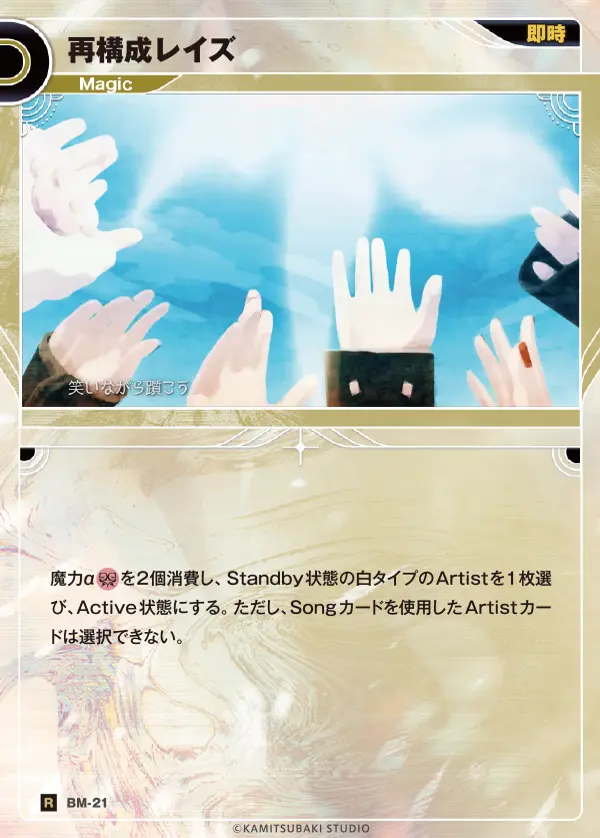 再構成レイズ
即時
Magic
笑いながら躓こう
魔力αを2個消費し、Standby状態の白タイプのArtistを1枚選
び、Active状態にする。ただし、Songカードを使用したArtistカー
ドは選択できない。
R BM-21
©KAMITSUBAKI STUDIO